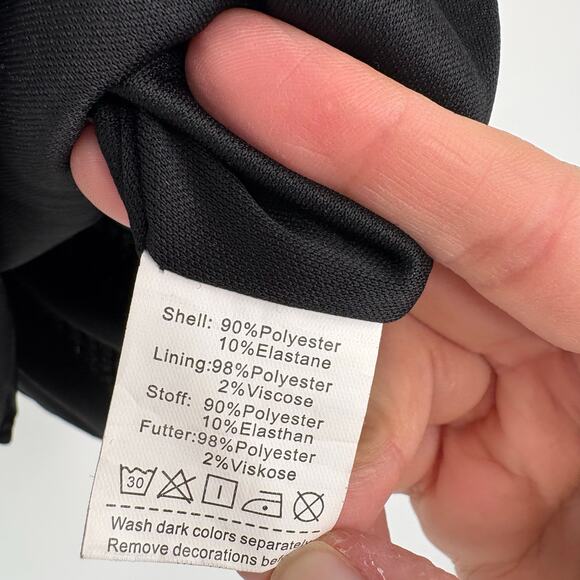 Shell: 90%Polyester
10%Elastane
Lining:98%Polyester
2%Viscose
Stoff: 90%Polyester
10%Elasthan
Futter:98%Polyester
2%Viskose
30
Wash dark colors separately
Remove decorations